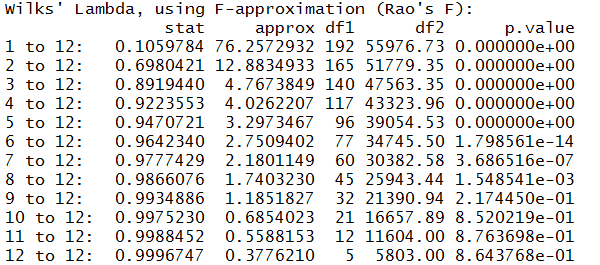 Wilks' Lambda, using F-approximation (Rao's F):
stat approx df1 df2 p.value
1 to 12: 0.1059784 76.2572932 192 55976.73 0.000000e+00
2 to 12: 0.6980421 12.8834933 165 51779.35 0.000000e+00
3 to 12: 0.8919440 4.7673849 140 47563.35 0.000000e+00
4 to 12: 0.9223553 4.0262207 117 43323.96 0.000000e+00
5 to 12: 0.9470721 3.2973467 96 39054.53 0.000000e+00
6 to 12: 0.9642340 2.7509402 77 34745.50 1.798561e-14
7 to 12: 0.9777429 2.1801149 60 30382.58 3.686516e-07
8 to 12: 0.9866076 1.7403230 45 25943.44 1.548541e-03
9 to 12: 0.9934886 1.1851827 32 21390.94 2.174450e-01
10 to 12: 0.9975230 0.6854023 21 16657.89 8.520219e-01
11 to 12: 0.9988452 0.5588153 12 11604.00 8.763698e-01
12 to 12: 0.9996747 0.3776210 5 5803.00 8.643768e-01